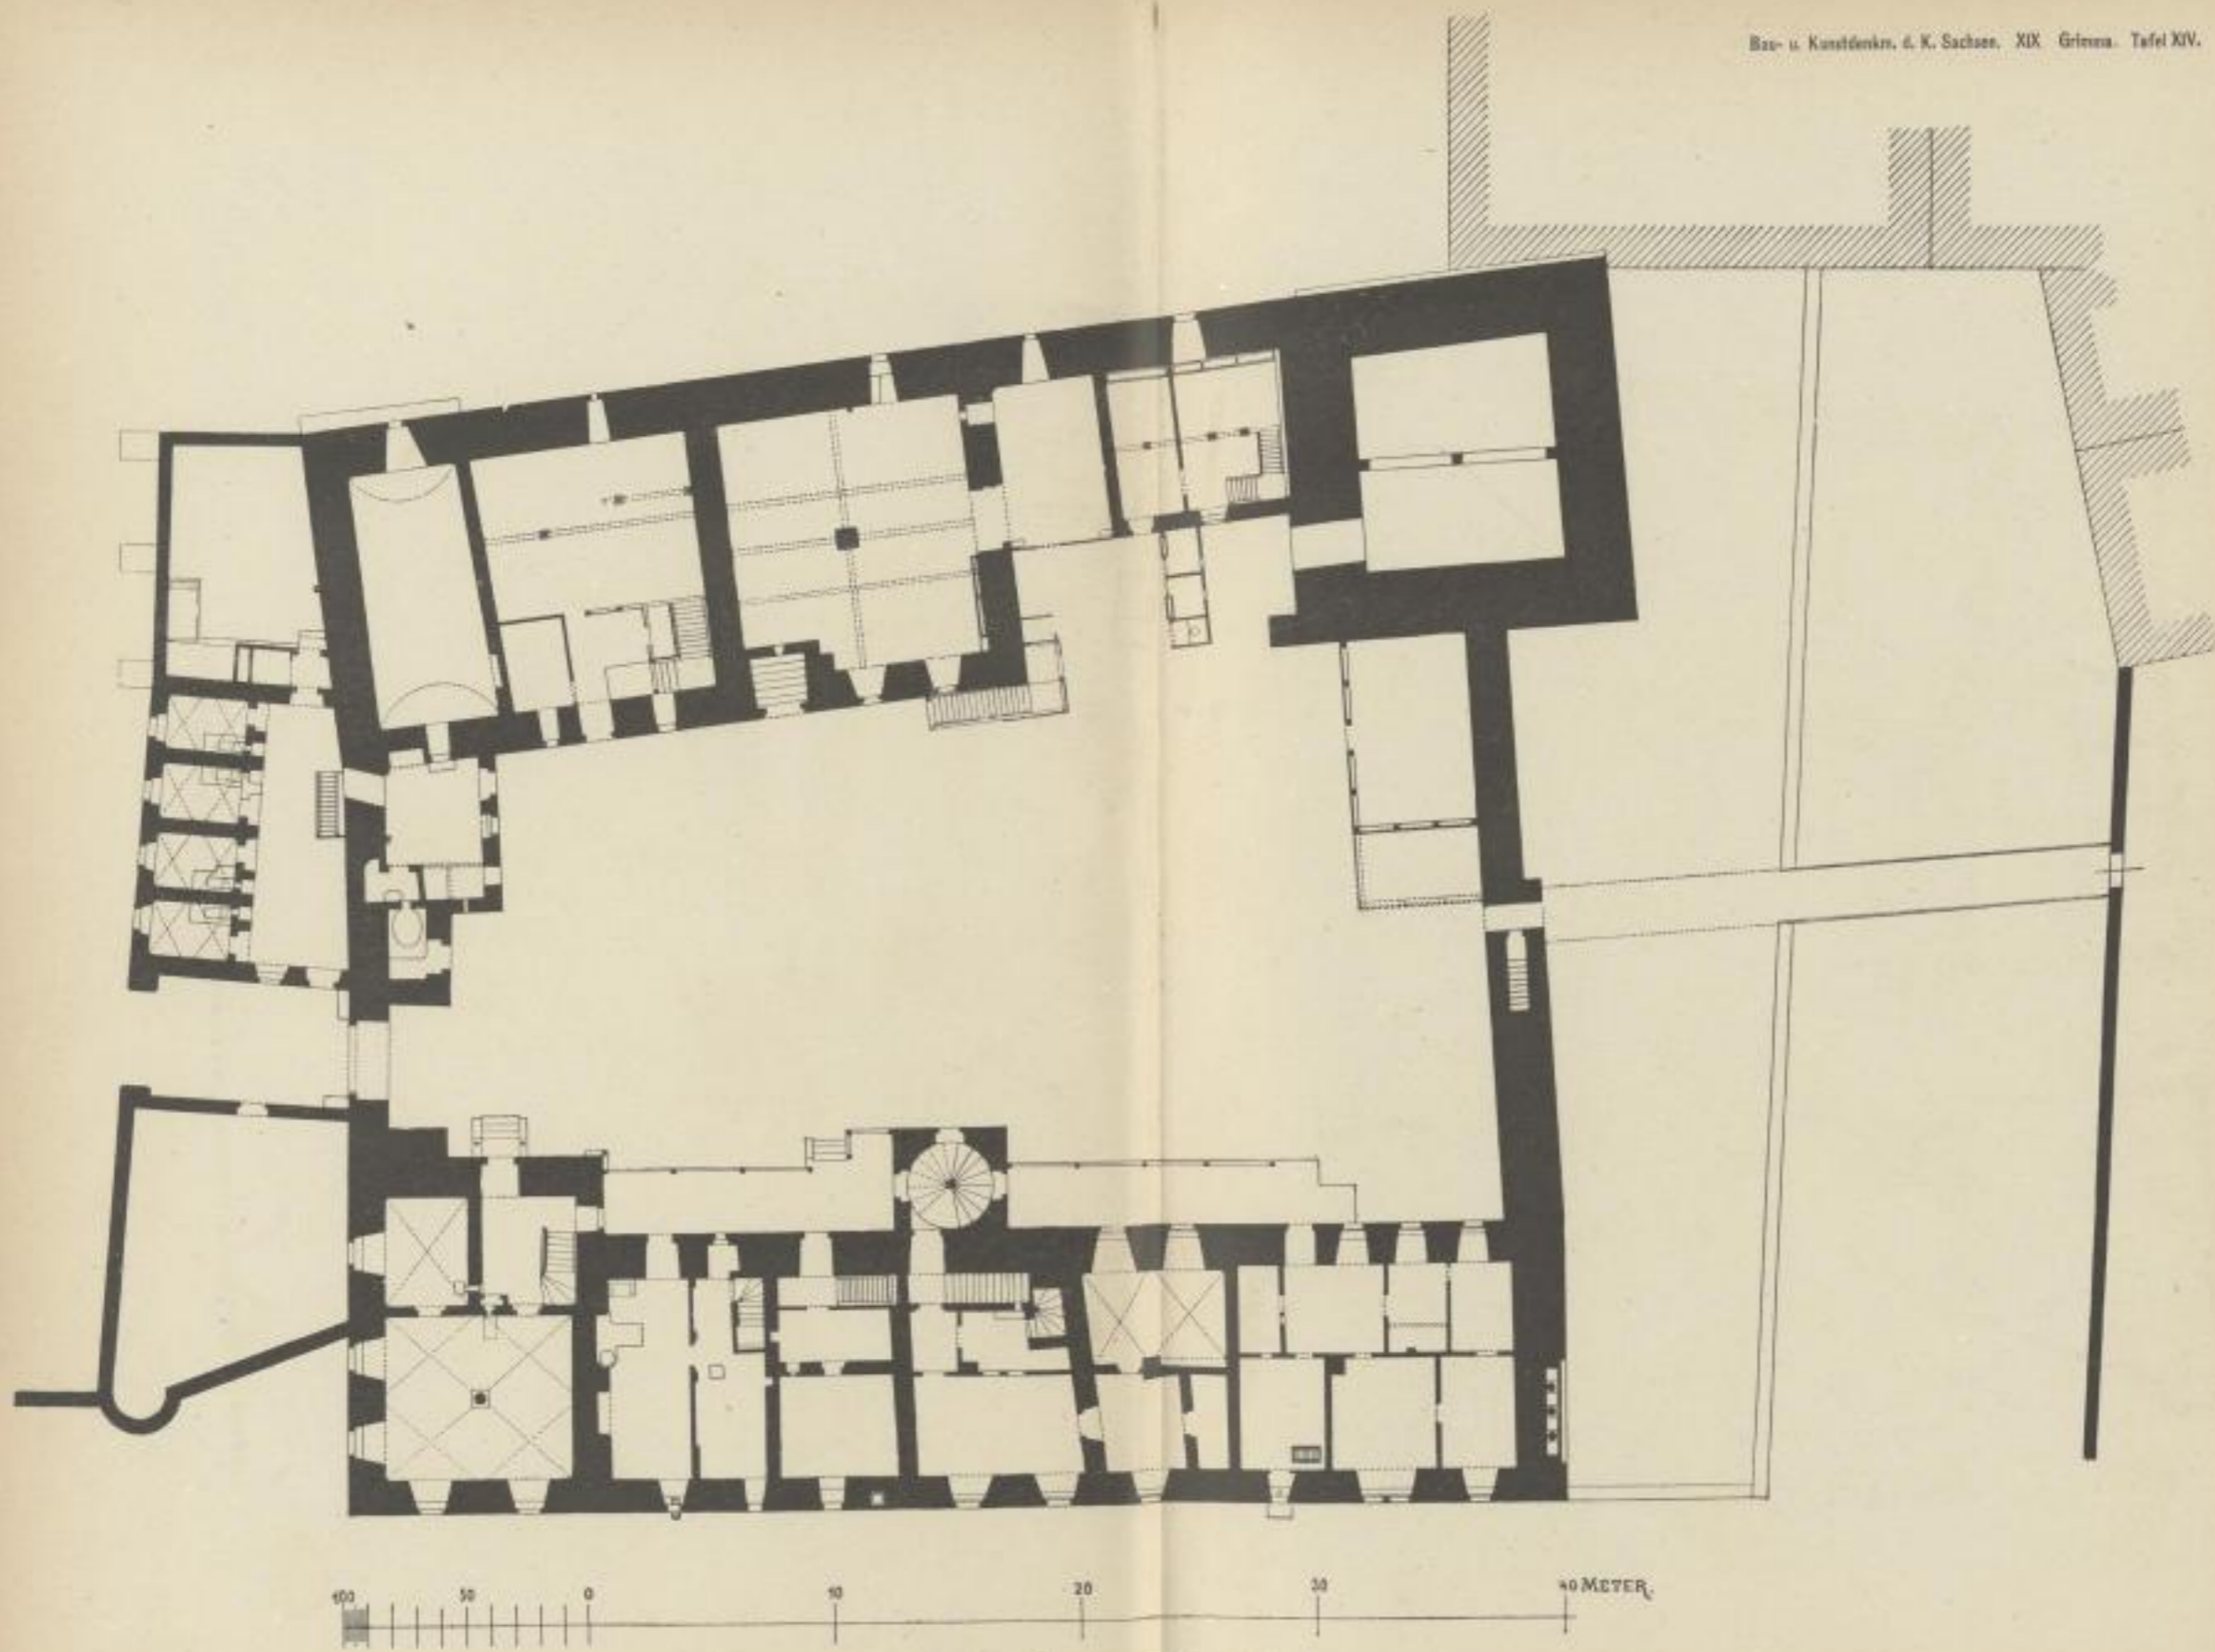 Bau- u. Kunstdenkm. d. K. Sachsen. XIX Grimma. Tafel XIV.
100 50 0 10 20 30 40 METER.